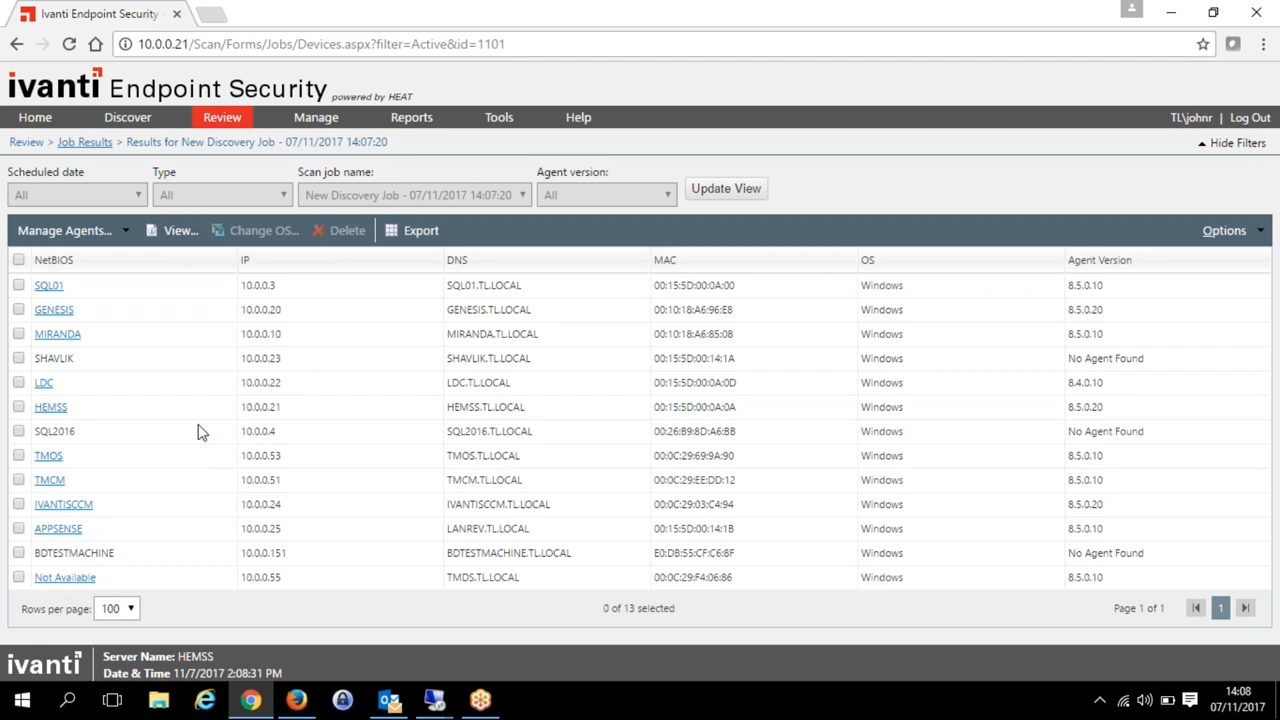 Ivanti Endpoint Security
10.0.0.21/Scan/Forms/Jobs/Devices.aspx?filter=Active&id=1101
ivanti Endpoint Security powered by HEAT
Home Discover Review Manage Reports Tools Help TL\johnr | Log Out
Review > Job Results > Results for New Discovery Job - 07/11/2017 14:07:20 Hide Filters
Scheduled date Type Scan job name: Agent version:
All All New Discovery Job - 07/11/2017 14:07:20 All Update View
Manage Agents... View... Change OS... Delete Export Options
NetBIOS IP DNS MAC OS Agent Version
SQL01 10.0.0.3 SQL01.TL.LOCAL 00:15:5D:00:0A:00 Windows 8.5.0.10
GENESIS 10.0.0.20 GENESIS.TL.LOCAL 00:10:18:A6:96:E8 Windows 8.5.0.20
MIRANDA 10.0.0.10 MIRANDA.TL.LOCAL 00:10:18:A6:85:08 Windows 8.5.0.10
SHAVLIK 10.0.0.23 SHAVLIK.TL.LOCAL 00:15:5D:00:14:1A Windows No Agent Found
LDC 10.0.0.22 LDC.TL.LOCAL 00:15:5D:00:0A:0D Windows 8.4.0.10
HEMSS 10.0.0.21 HEMSS.TL.LOCAL 00:15:5D:00:0A:0A Windows 8.5.0.20
SQL2016 10.0.0.4 SQL2016.TL.LOCAL 00:26:B9:8D:A6:BB Windows No Agent Found
TMOS 10.0.0.53 TMOS.TL.LOCAL 00:0C:29:69:9A:90 Windows 8.5.0.10
TMCM 10.0.0.51 TMCM.TL.LOCAL 00:0C:29:EE:DD:12 Windows 8.5.0.10
IVANTISCCM 10.0.0.24 IVANTISCCM.TL.LOCAL 00:0C:29:03:C4:94 Windows 8.5.0.20
APPSENSE 10.0.0.25 LANREV.TL.LOCAL 00:15:5D:00:14:1B Windows 8.5.0.10
BDTESTMACHINE 10.0.0.151 BDTESTMACHINE.TL.LOCAL E0:DB:55:CF:C6:8F Windows No Agent Found
Not Available 10.0.0.55 TMDS.TL.LOCAL 00:0C:29:F4:06:86 Windows 8.5.0.10
Rows per page: 100 0 of 13 selected Page 1 of 1 1
ivanti Server Name: HEMSS
Date & Time 11/7/2017 2:08:31 PM
14:08
07/11/2017